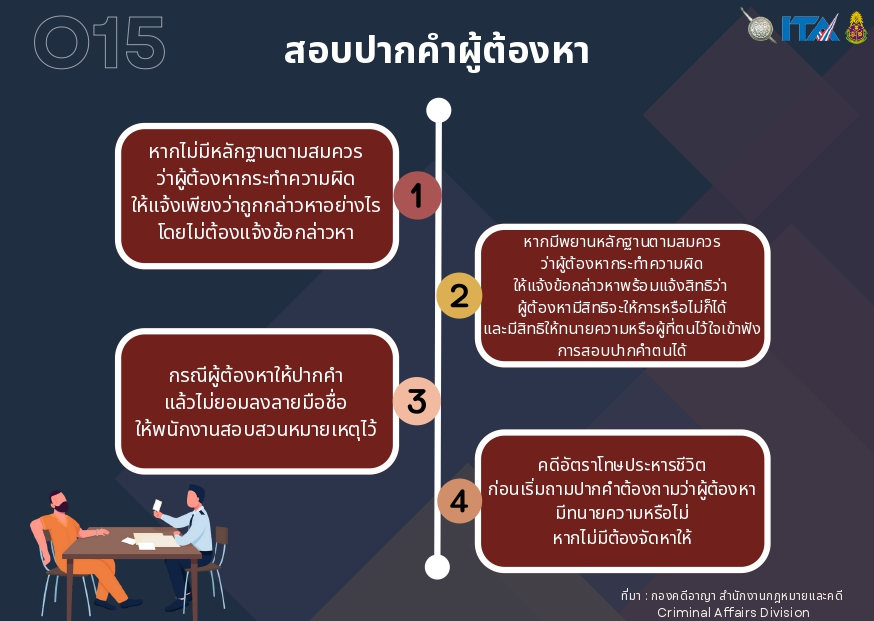 O15
ITA
สอบปากคำผู้ต้องหา
หากไม่มีหลักฐานตามสมควร
ว่าผู้ต้องหากระทำความผิด
ให้แจ้งเพียงว่าถูกกล่าวหาอย่างไร
โดยไม่ต้องแจ้งข้อกล่าวหา
1
หากมีพยานหลักฐานตามสมควร
ว่าผู้ต้องหากระทำความผิด
ให้แจ้งข้อกล่าวหาพร้อมแจ้งสิทธิว่า
ผู้ต้องหามีสิทธิจะให้การหรือไม่ก็ได้
และมีสิทธิให้ทนายความหรือผู้ที่ตนไว้ใจเข้าฟัง
การสอบปากคำตนได้
2
กรณีผู้ต้องหาให้ปากคำ
แล้วไม่ยอมลงลายมือชื่อ
ให้พนักงานสอบสวนหมายเหตุไว้
3
คดีอัตราโทษประหารชีวิต
ก่อนเริ่มถามปากคำต้องถามว่าผู้ต้องหา
มีทนายความหรือไม่
หากไม่มีต้องจัดหาให้
4
ที่มา : กองคดีอาญา สำนักงานกฎหมายและคดี
Criminal Affairs Division